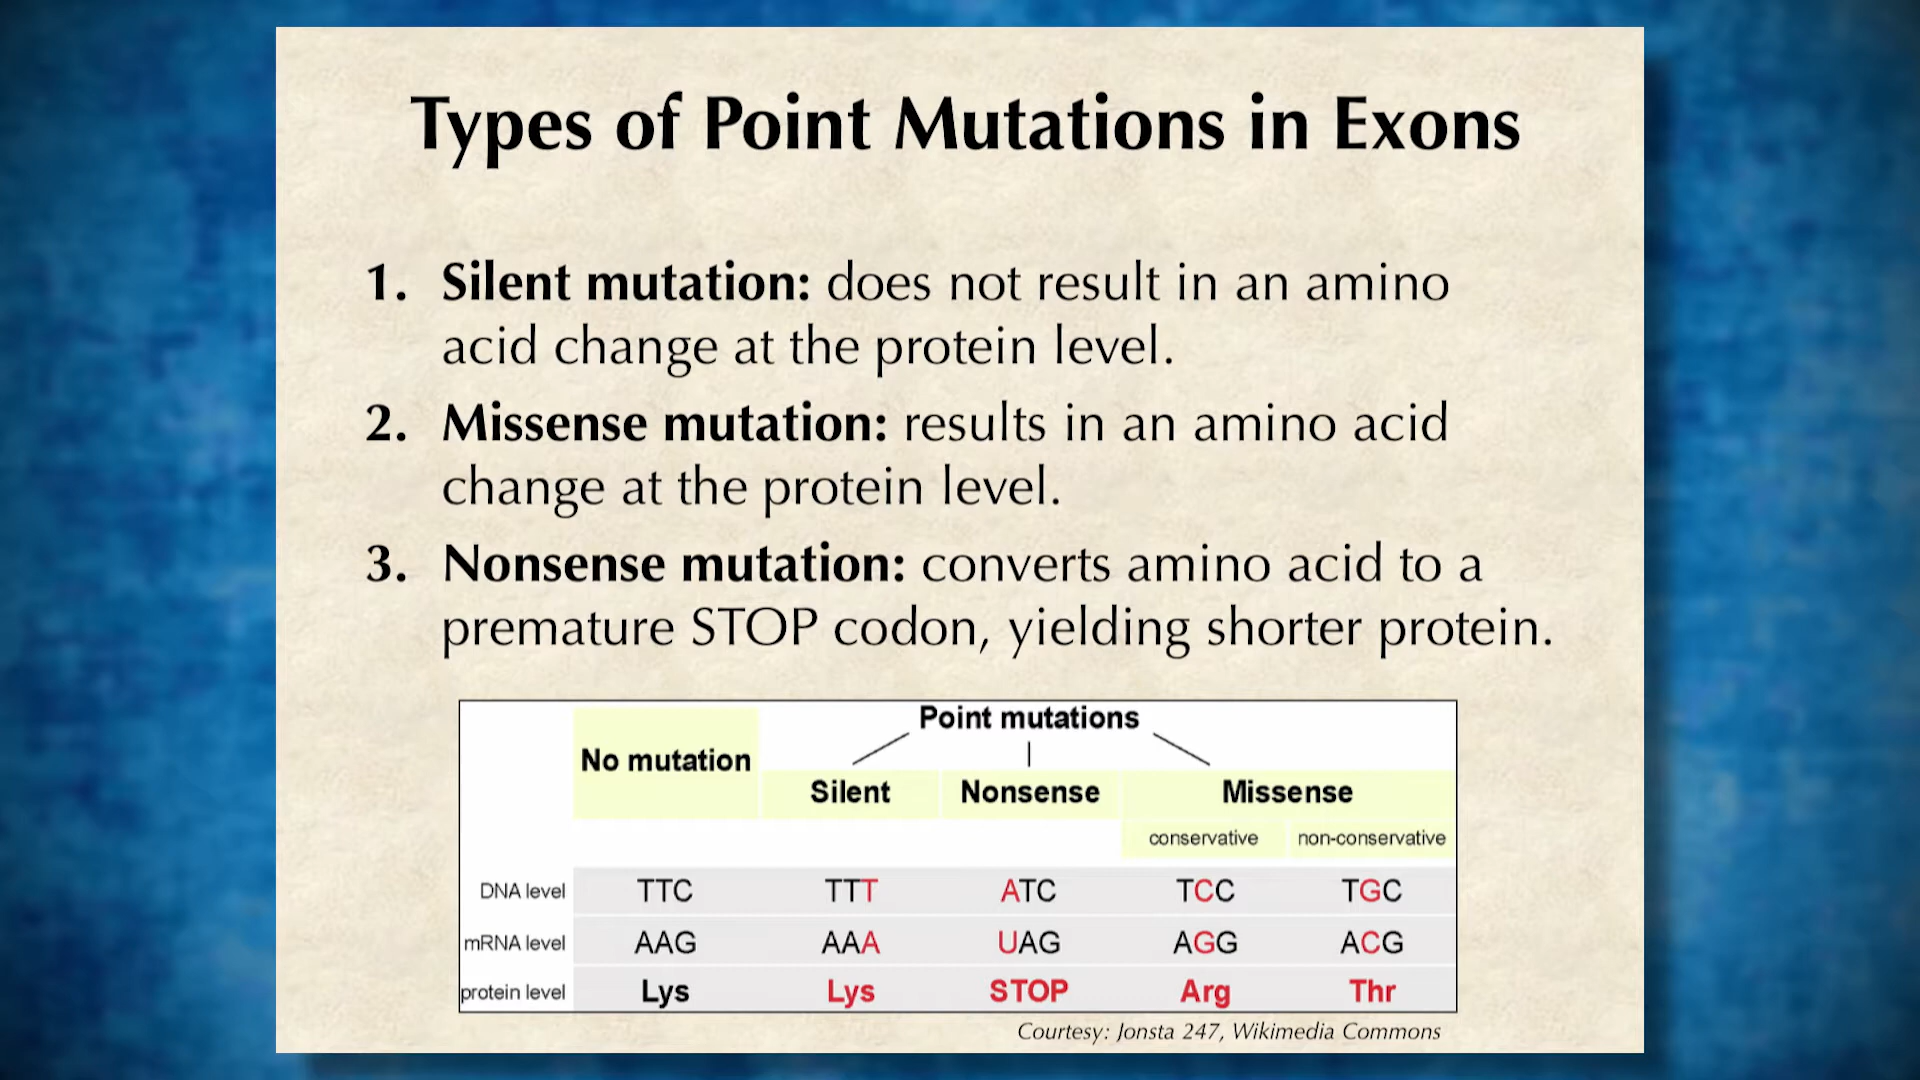 Types of Point Mutations in Exons
1. Silent mutation: does not result in an amino
acid change at the protein level.
2. Missense mutation: results in an amino acid
change at the protein level.
3. Nonsense mutation: converts amino acid to a
premature STOP codon, yielding shorter protein.
Point mutations
No mutation
Silent Nonsense Missense
conservative non-conservative
DNA level TTC TTT ATC TCC TGC
mRNA level AAG AAA UAG AGG ACG
protein level Lys Lys STOP Arg Thr
Courtesy: Jonsta 247, Wikimedia Commons